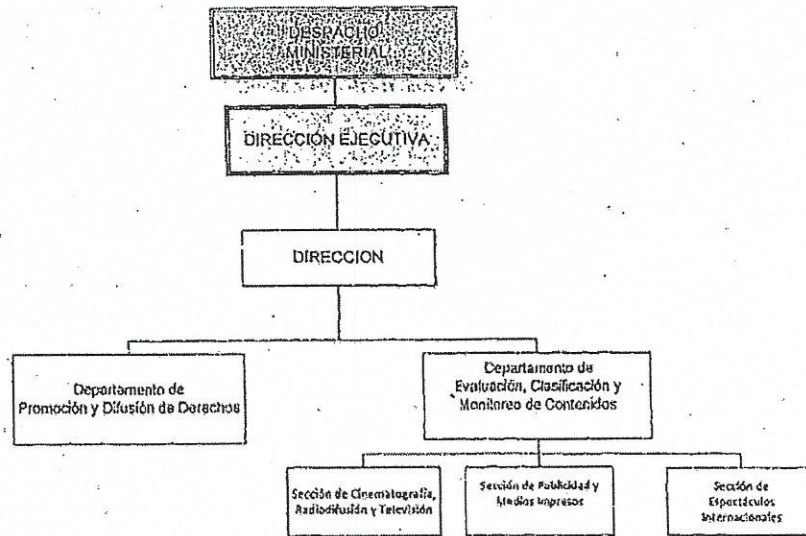 DESPACHO
MINISTERIAL
DIRECCIÓN EJECUTIVA
DIRECCION
Departamento de
Promoción y Difusión de Derechos
Departamento de
Evaluación, Clasificación y
Monitoreo de Contenidos
Sección de Cinematografía,
Radiodifusión y Televisión
Sección de Publicidad y
Medios Impresos
Sección de
Espectáculos
Internacionales